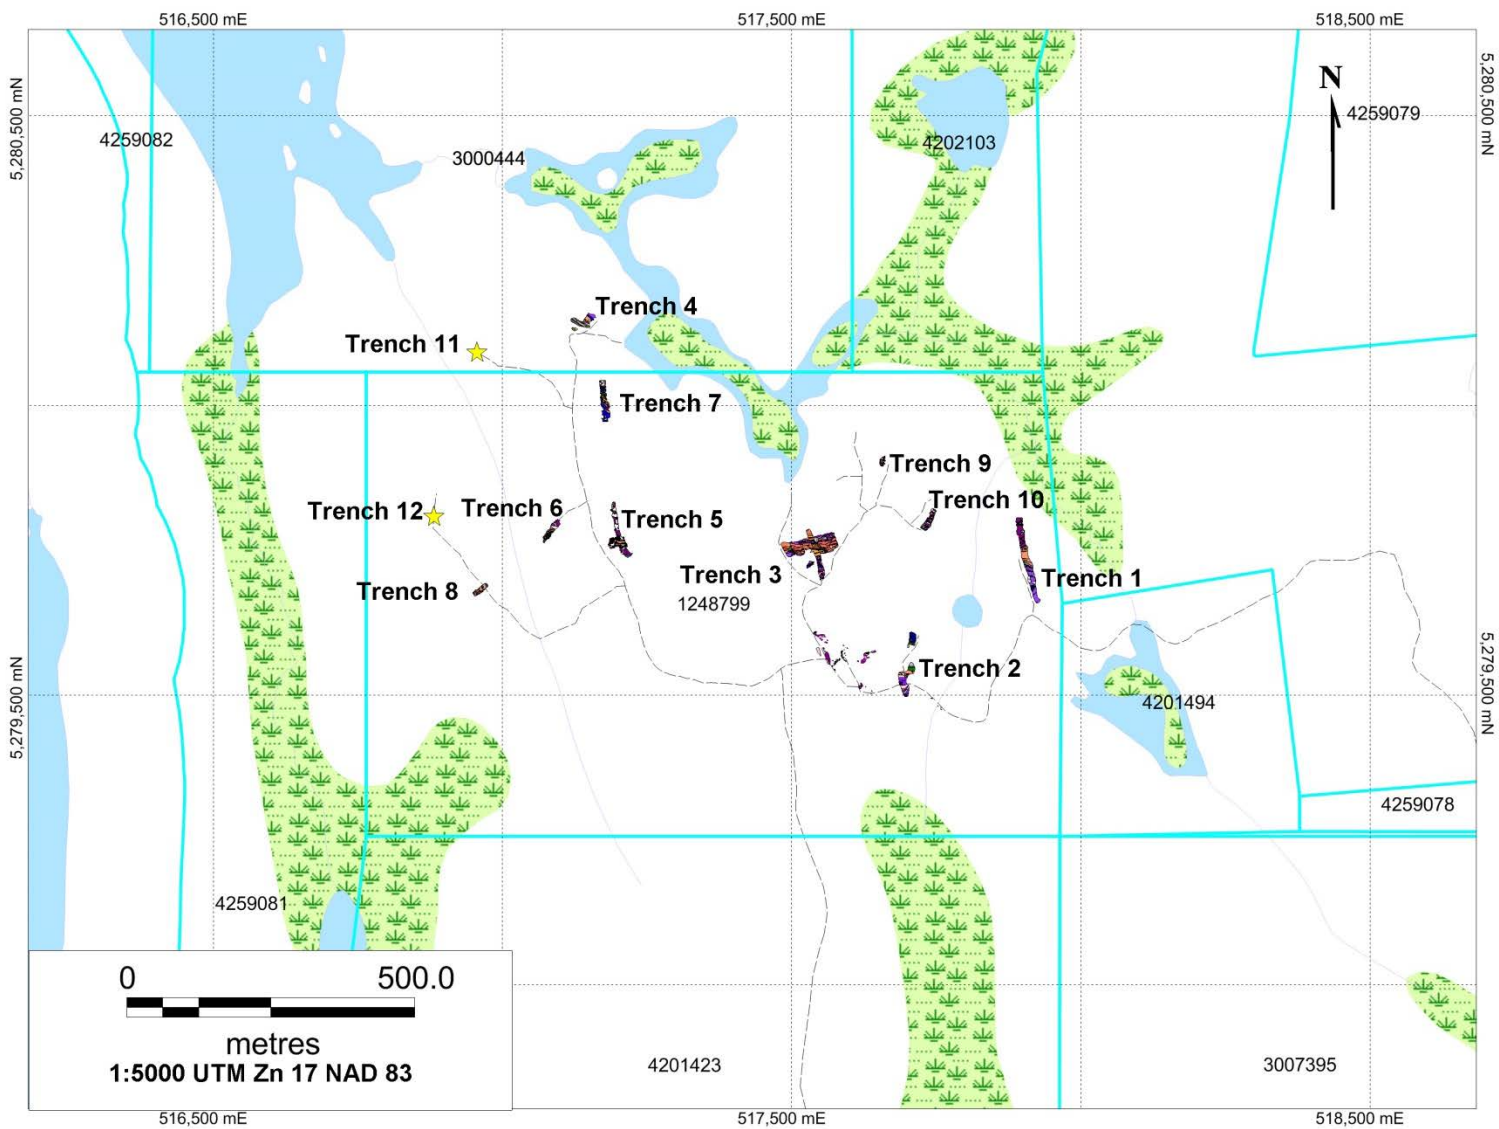 516,500 mE
517,500 mE
518,500 mE
5,280,500 mN
5,280,500 mN
N
4259079
4259082
3000444
4202103
Trench 4
Trench 11
Trench 7
Trench 9
Trench 10
Trench 12
Trench 6
Trench 5
Trench 3
Trench 1
Trench 8
1248799
Trench 2
5,279,500 mN
5,279,500 mN
4201494
4259078
4259081
0 500.0
metres
1:5000 UTM Zn 17 NAD 83
4201423
3007395
516,500 mE
517,500 mE
518,500 mE